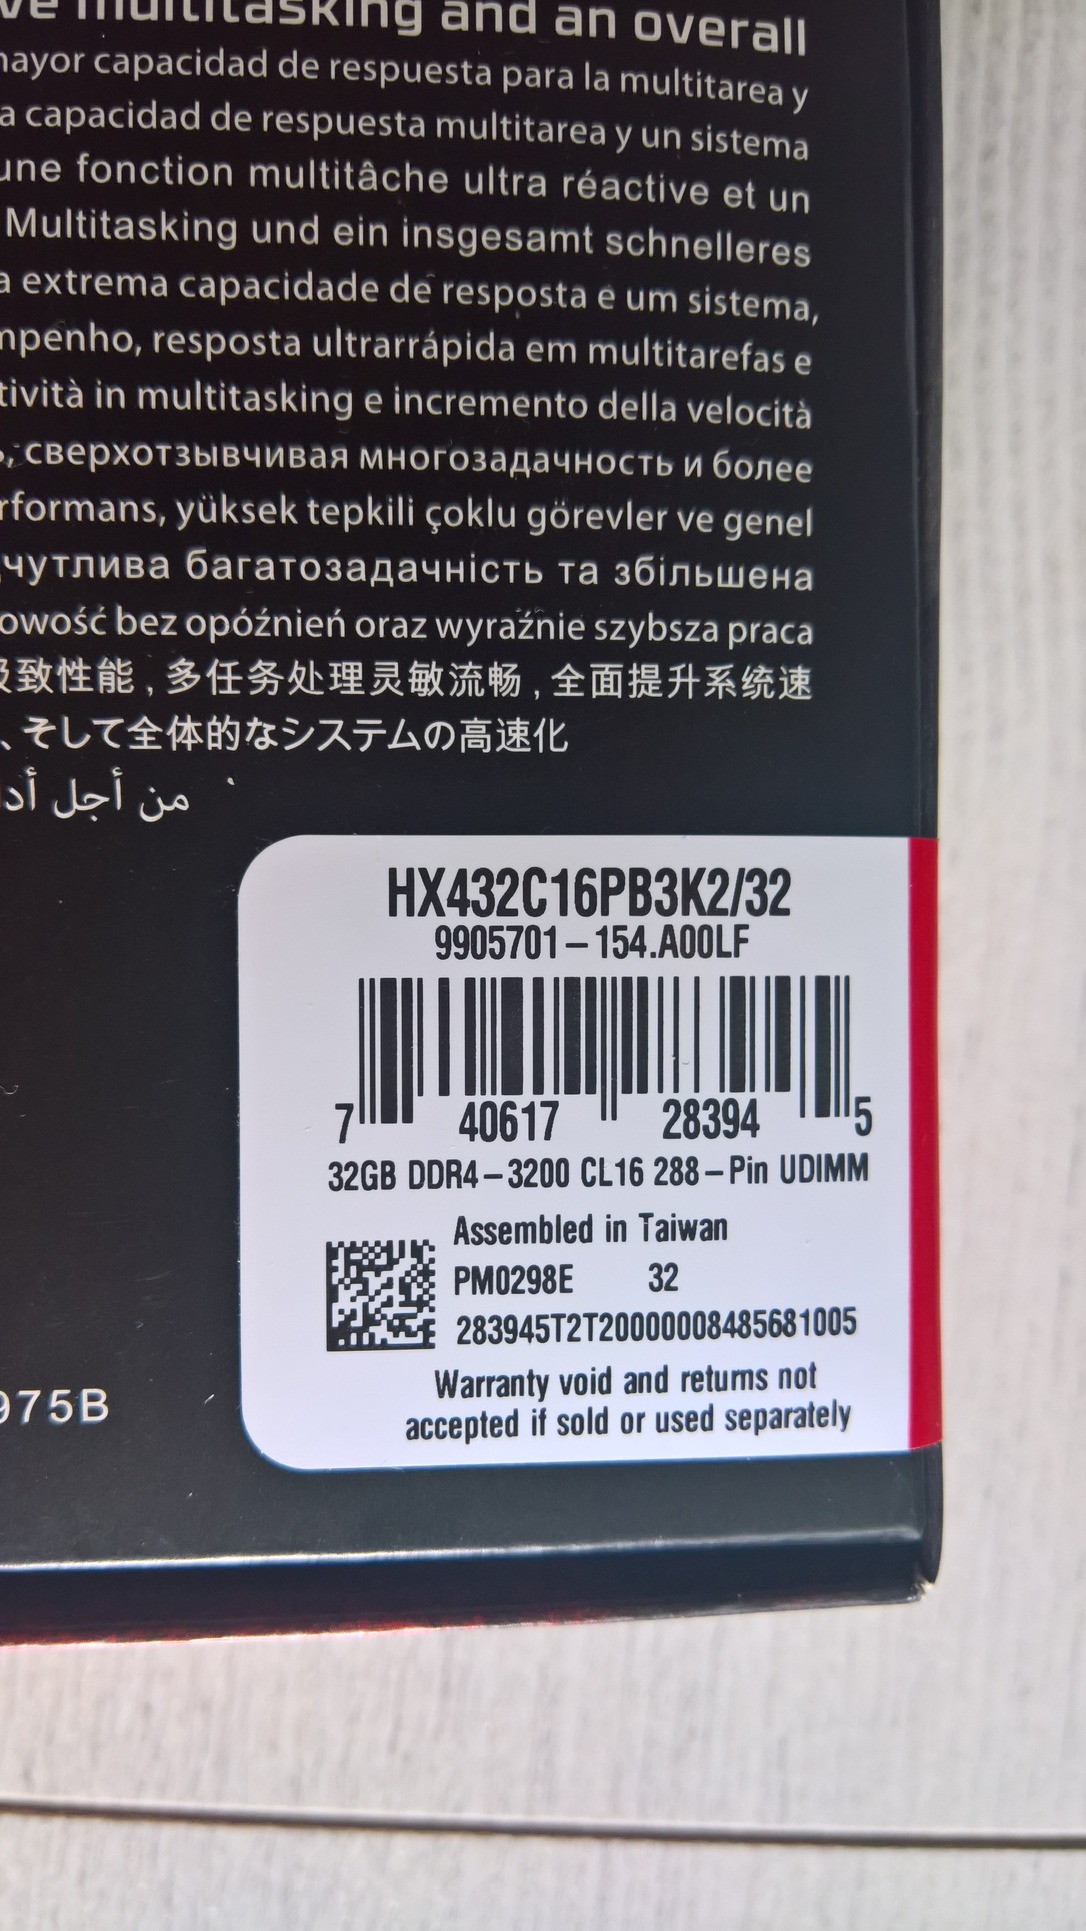 multitasking and an overall
mayor capacidad de respuesta para la multitarea y
a capacidad de respuesta multitarea y un sistema
une fonction multitâche ultra réactive et un
Multitasking und ein insgesamt schnelleres
a extrema capacidade de resposta e um sistema,
mpenho, resposta ultrarrápida em multitarefas e
tività in multitasking e incremento della velocità
, сверхотзывчивая многозадачность и более
rformans, yüksek tepkili çoklu görevler ve genel
чутлива багатозадачність та збільшена
owość bez opóźnień oraz wyraźnie szybsza praca
致性能，多任务处理灵敏流畅，全面提升系统速
、そして全体的なシステムの高速化
من أجل
HX432C16PB3K2/32
9905701-154.A00LF
7 40617 28394 5
32GB DDR4-3200 CL16 288-Pin UDIMM
Assembled in Taiwan
PM0298E 32
283945T2T20000008485681005
975B
Warranty void and returns not
accepted if sold or used separately